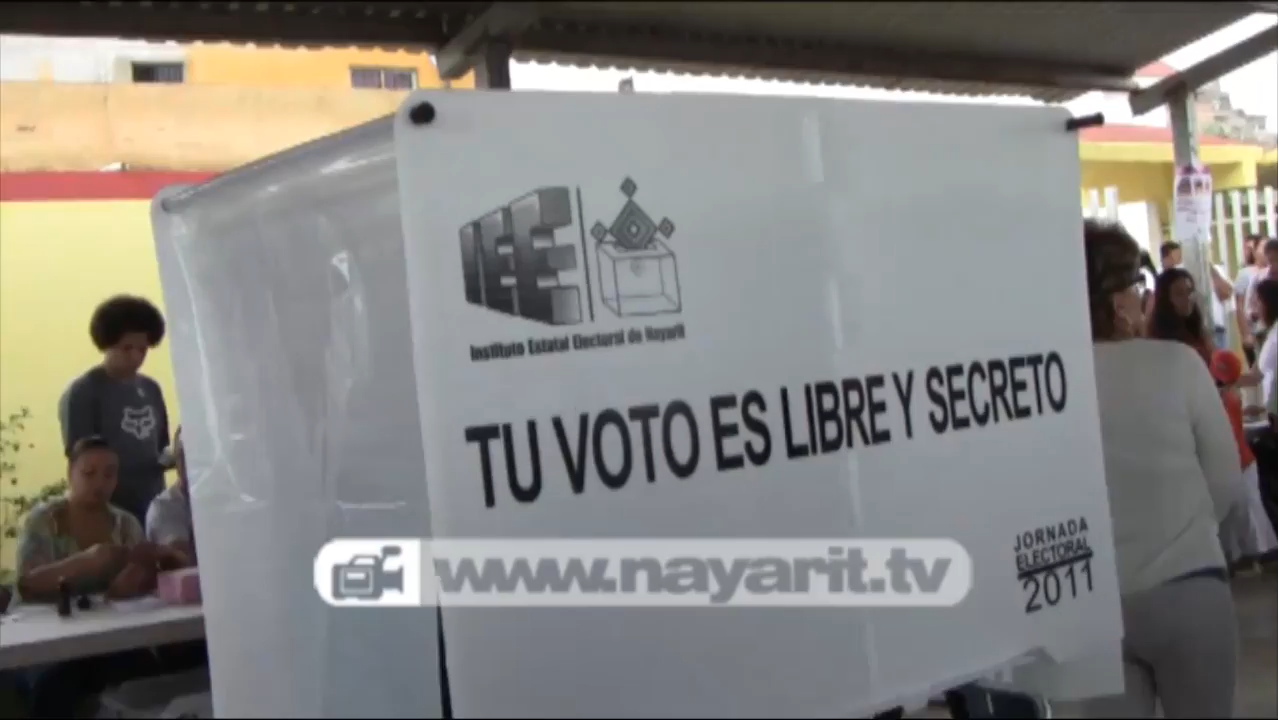 IEE
Instituto Estatal Electoral de Nayarit
TU VOTO ES LIBRE Y SECRETO
JORNADA
ELECTORAL
2011
www.nayarit.tv